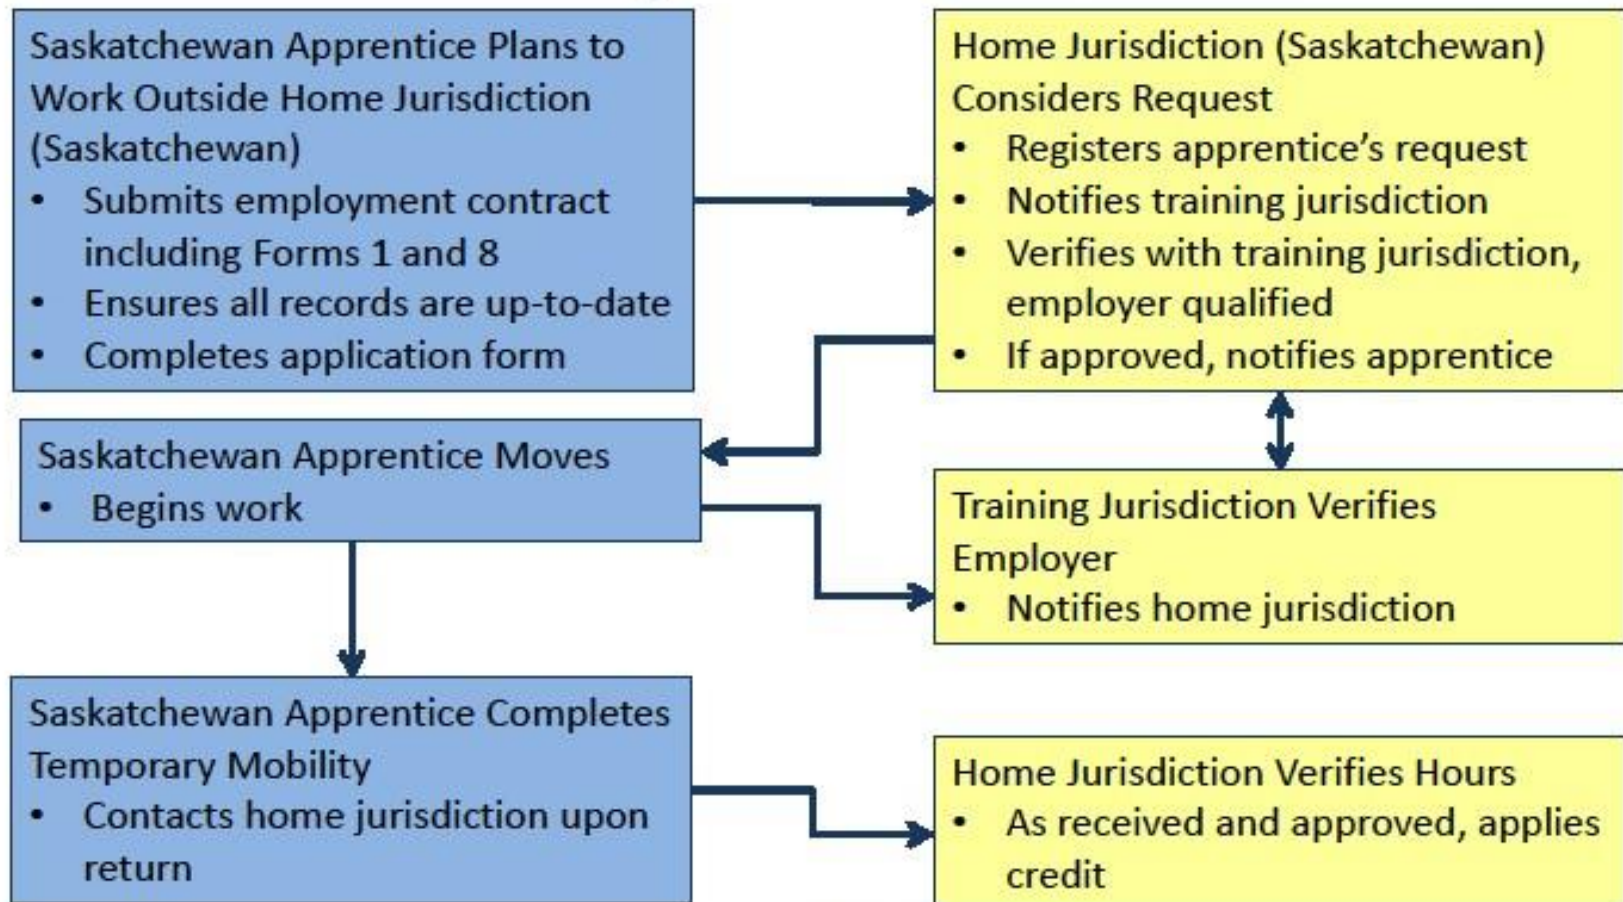 Saskatchewan Apprentice Plans to
Work Outside Home Jurisdiction
(Saskatchewan)
• Submits employment contract
including Forms 1 and 8
• Ensures all records are up-to-date
• Completes application form
Home Jurisdiction (Saskatchewan)
Considers Request
• Registers apprentice’s request
• Notifies training jurisdiction
• Verifies with training jurisdiction,
employer qualified
• If approved, notifies apprentice
Saskatchewan Apprentice Moves
• Begins work
Training Jurisdiction Verifies
Employer
• Notifies home jurisdiction
Saskatchewan Apprentice Completes
Temporary Mobility
• Contacts home jurisdiction upon
return
Home Jurisdiction Verifies Hours
• As received and approved, applies
credit